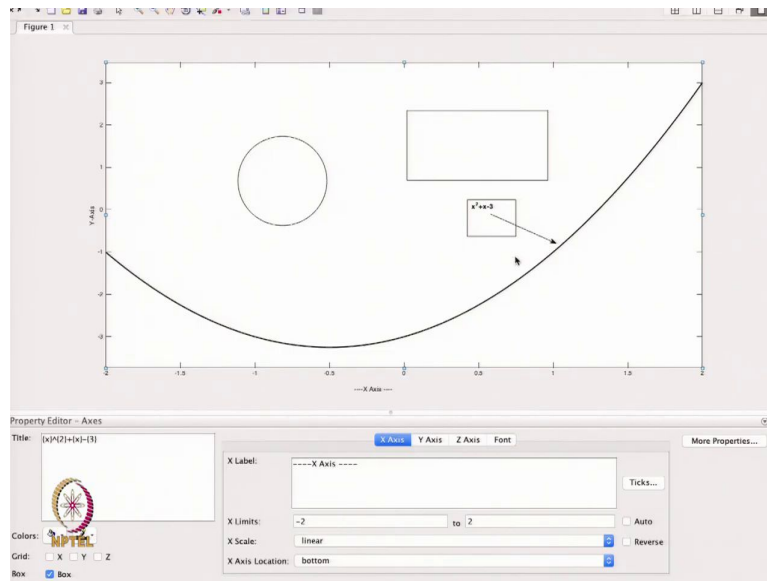 Figure 1
3
2
1
0
-1
-2
-3
Y-Axis
x²+x-3
-2 -1.5 -1 -0.5 0 0.5 1 1.5 2
----X Axis ----
Property Editor - Axes
Title: (x)^{2}+(x)-(3)
X Axis Y Axis Z Axis Font
More Properties...
X Label: ----X Axis ----
Ticks...
X Limits: -2 to 2 Auto
X Scale: linear Reverse
X Axis Location: bottom
Colors:
NPTEL
Grid: X Y Z
Box Box